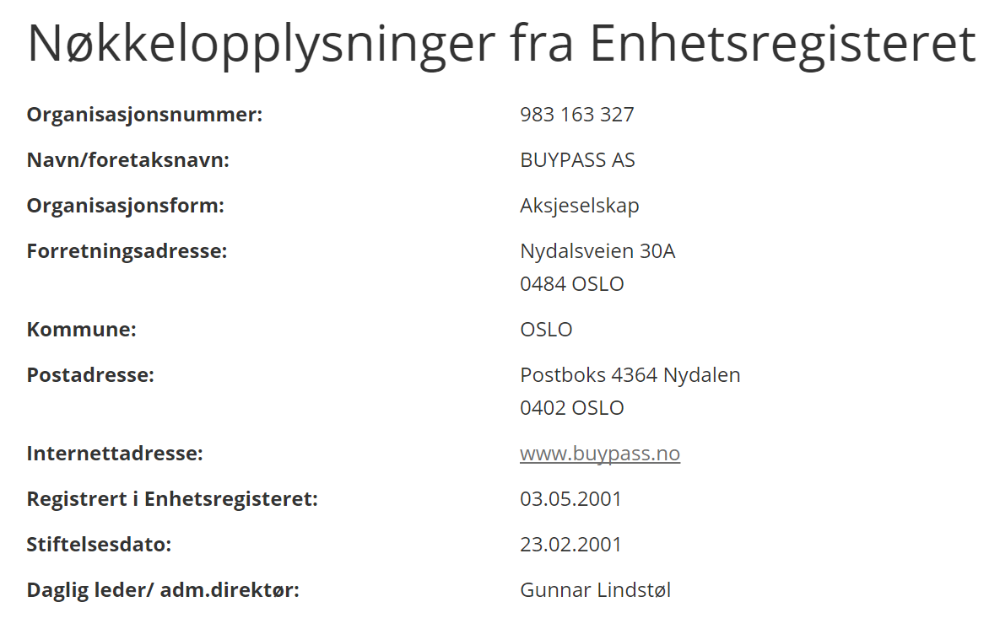 Nøkkelopplysninger fra Enhetsregisteret
Organisasjonsnummer: 983 163 327
Navn/foretaksnavn: BUYPASS AS
Organisasjonsform: Aksjeselskap
Forretningsadresse: Nydalsveien 30A
0484 OSLO
Kommune: OSLO
Postadresse: Postboks 4364 Nydalen
0402 OSLO
Internettadresse: www.buypass.no
Registrert i Enhetsregisteret: 03.05.2001
Stiftelsesdato: 23.02.2001
Daglig leder/ adm.direktør: Gunnar Lindstøl